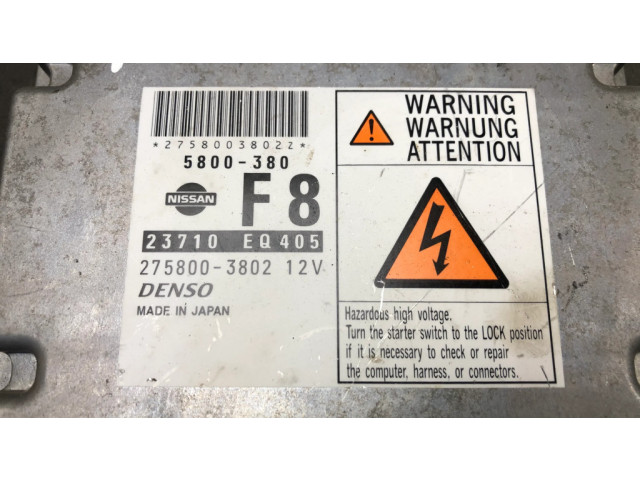 *27580038022*
5800-380
NISSAN
F8
23710 EQ405
275800-3802 12V
DENSO
MADE IN JAPAN
WARNING
WARNUNG
ATTENTION
Hazardous high voltage.
Turn the starter switch to the LOCK position
if it is necessary to check or repair
the computer, harness, or connectors.